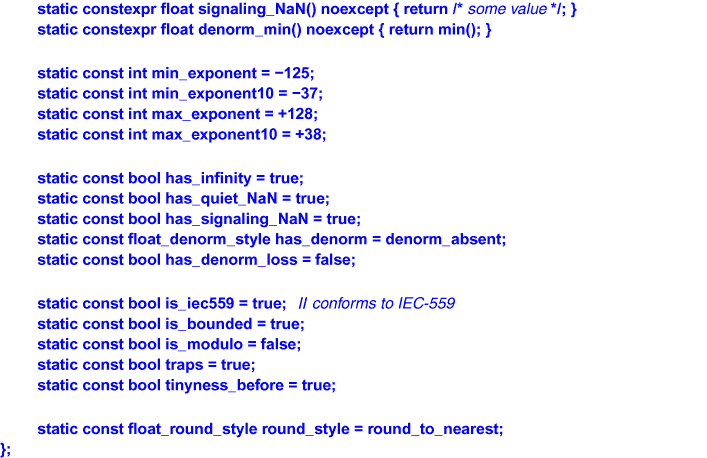 static constexpr float signaling_NaN() noexcept { return /* some value */; }
static constexpr float denorm_min() noexcept { return min(); }
static const int min_exponent = −125;
static const int min_exponent10 = −37;
static const int max_exponent = +128;
static const int max_exponent10 = +38;
static const bool has_infinity = true;
static const bool has_quiet_NaN = true;
static const bool has_signaling_NaN = true;
static const float_denorm_style has_denorm = denorm_absent;
static const bool has_denorm_loss = false;
static const bool is_iec559 = true; // conforms to IEC-559
static const bool is_bounded = true;
static const bool is_modulo = false;
static const bool traps = true;
static const bool tinyness_before = true;
static const float_round_style round_style = round_to_nearest;
};